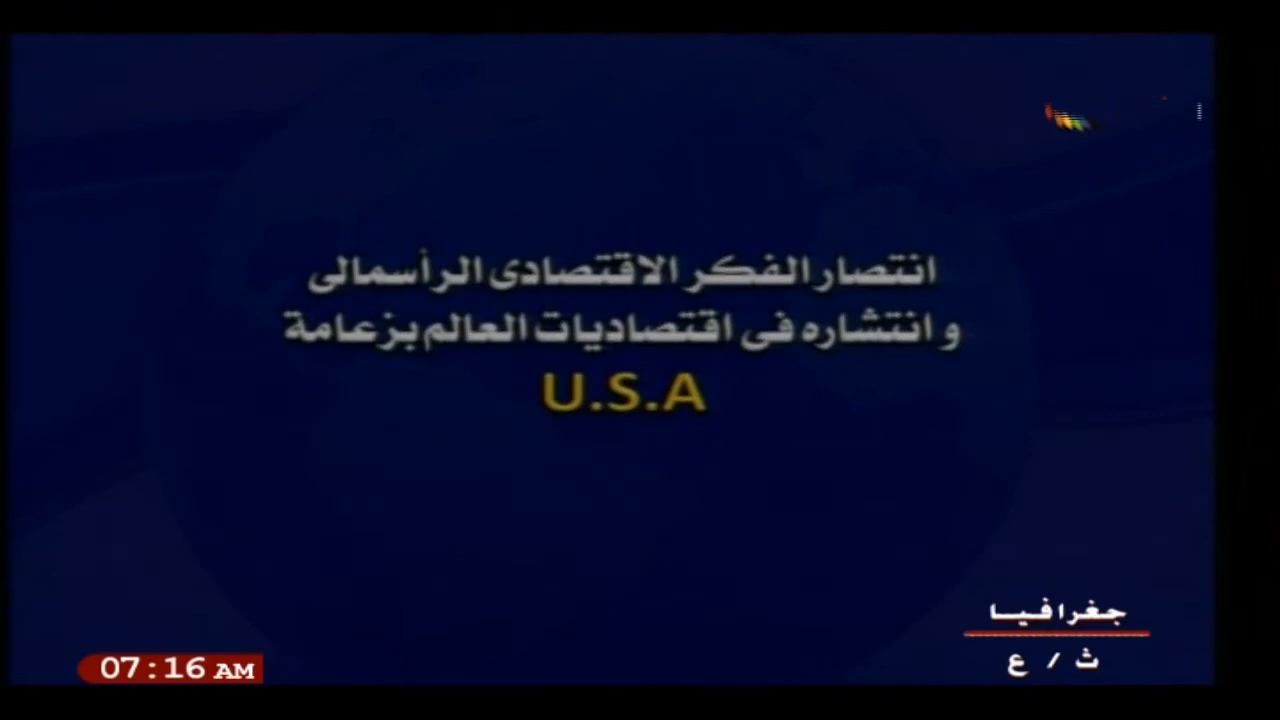 انتصار الفكر الاقتصادى الرأسمالى
و انتشاره فى اقتصاديات العالم بزعامة
U.S.A
جغرافيا
ث / ع
07:16 AM